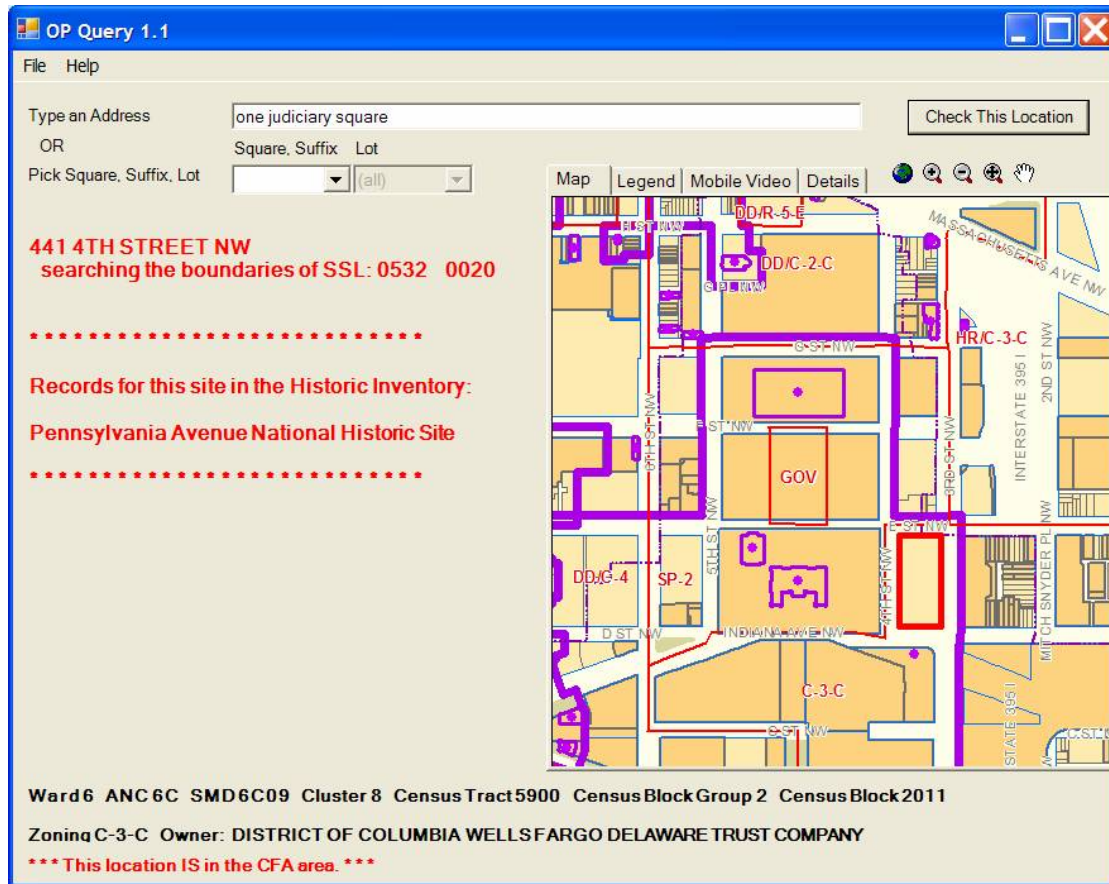 OP Query 1.1
File Help
Type an Address
one judiciary square
Check This Location
OR
Square, Suffix Lot
Pick Square, Suffix, Lot
(all)
Map Legend Mobile Video Details
441 4TH STREET NW
searching the boundaries of SSL: 0532 0020
* * * * * * * * * * * * * * * * * * * * * * * * * * *
Records for this site in the Historic Inventory:
Pennsylvania Avenue National Historic Site
* * * * * * * * * * * * * * * * * * * * * * * * * * *
DD/R-5-E
H ST NW
MASSACHUSETTS AVE NW
DD/C-2-C
G PL NW
HR/C-3-C
G ST NW
2ND ST NW
INTERSTATE 395 I
6TH ST NW
F ST NW
3RD ST NW
GOV
5TH ST NW
E ST NW
DD/C-4
SP-2
4TH ST NW
MITCH SNYDER PL NW
D ST NW
INDIANA AVE NW
C-3-C
STATE 395 I
C ST NW
C ST N
Ward 6 ANC 6C SMD 6C09 Cluster 8 Census Tract 5900 Census Block Group 2 Census Block 2011
Zoning C-3-C Owner: DISTRICT OF COLUMBIA WELLS FARGO DELAWARE TRUST COMPANY
* * * This location IS in the CFA area. * * *